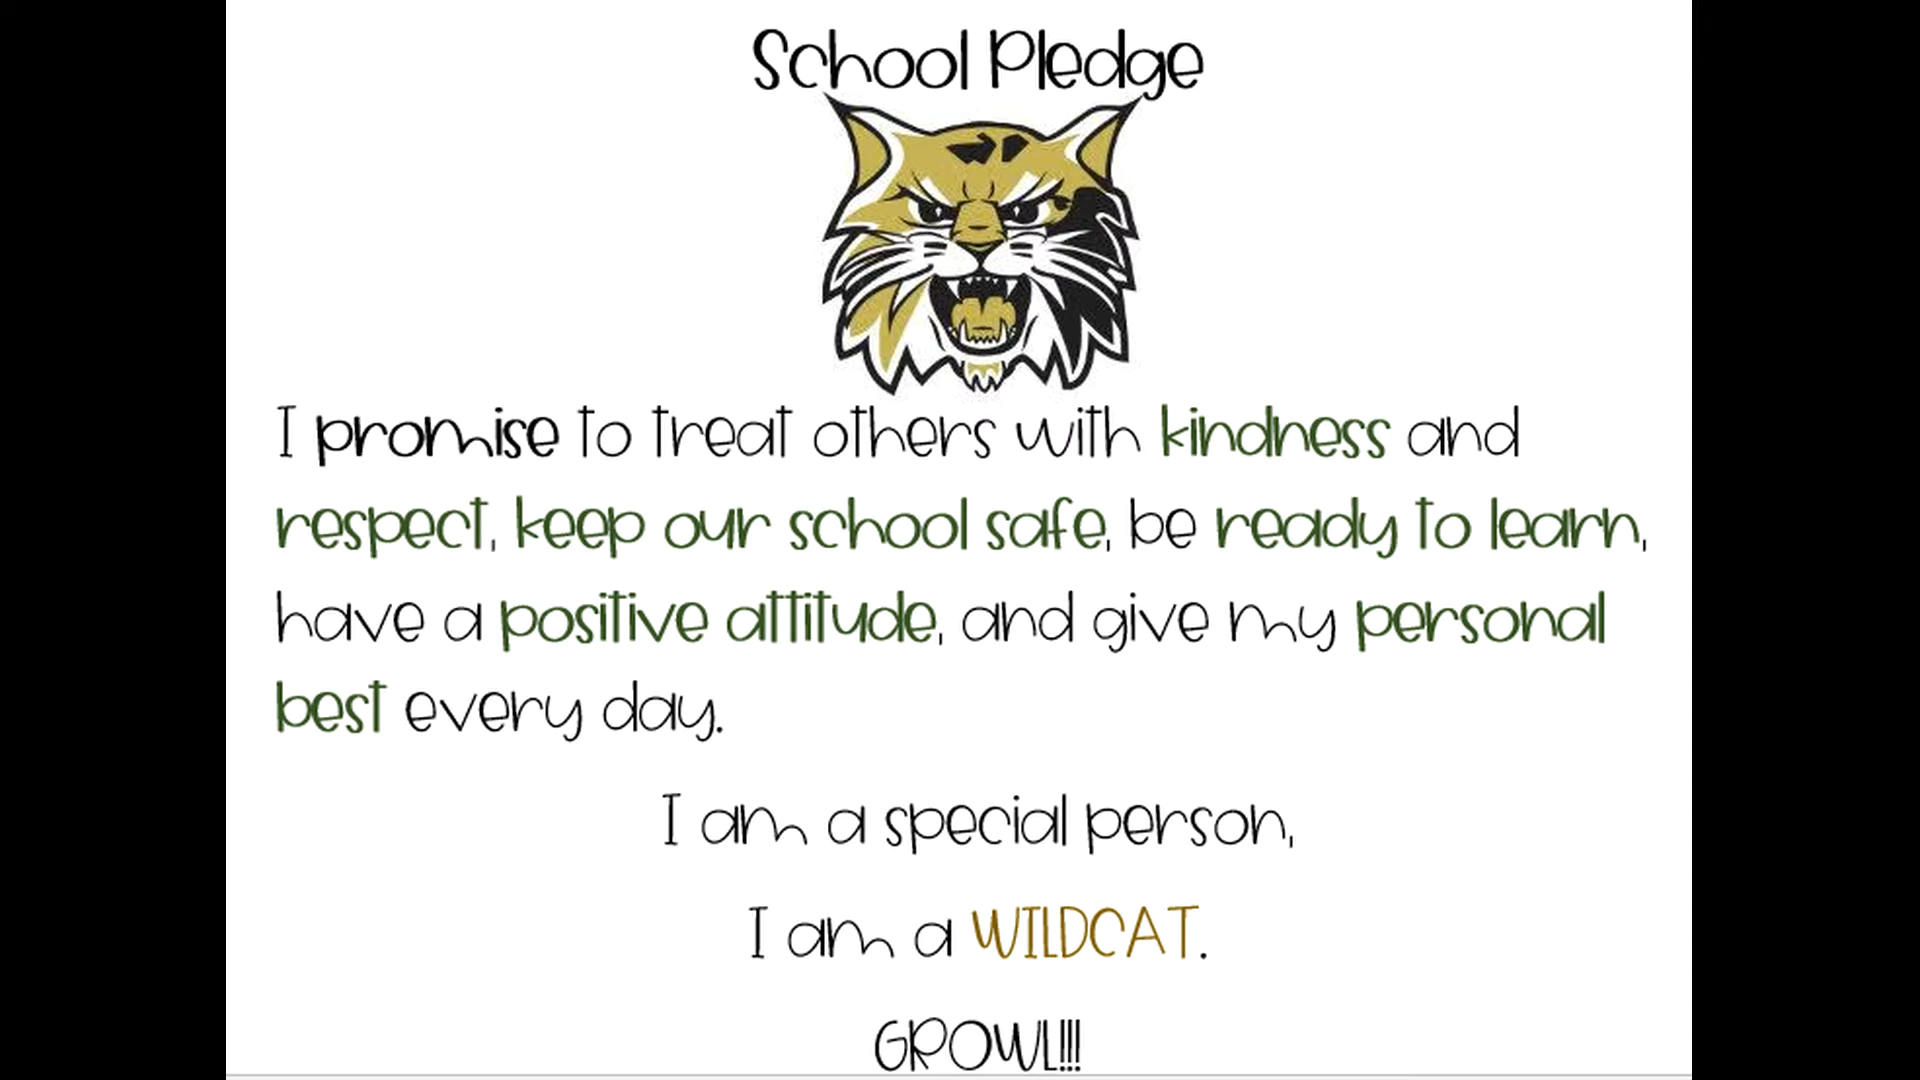 School Pledge
I promise to treat others with kindness and
respect, keep our school safe, be ready to learn,
have a positive attitude, and give my personal
best every day.
I am a special person,
I am a WILDCAT.
GROWL!!!